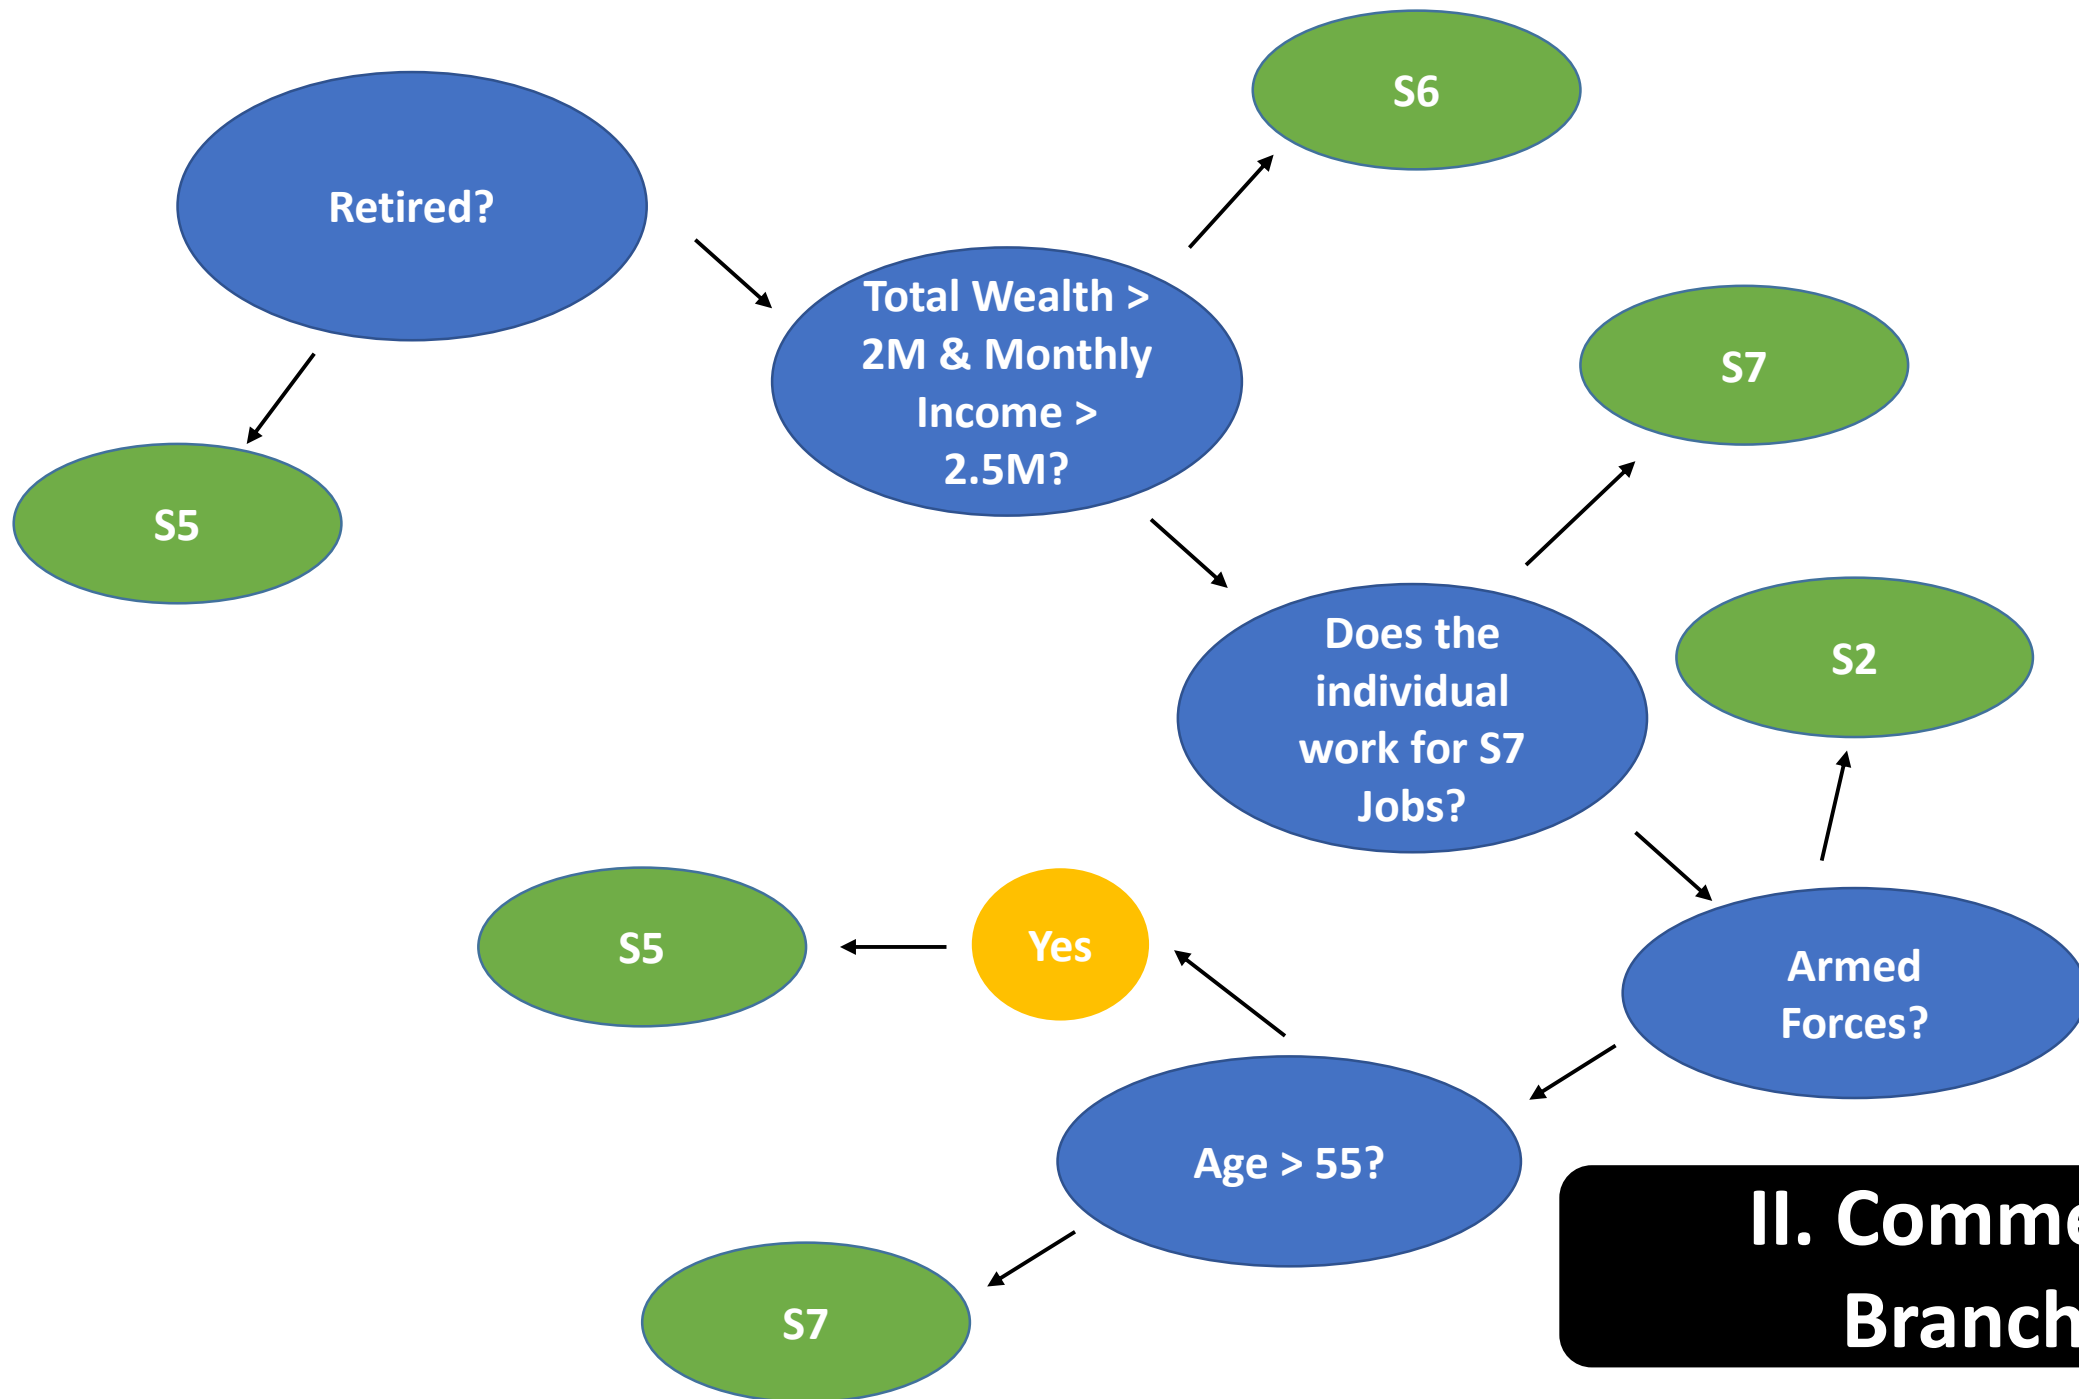 S6
Retired?
Total Wealth >
2M & Monthly
Income >
2.5M?
S7
S5
Does the
individual
work for S7
Jobs?
S2
S5
Yes
Armed
Forces?
Age > 55?
II. Comme
Branch
S7